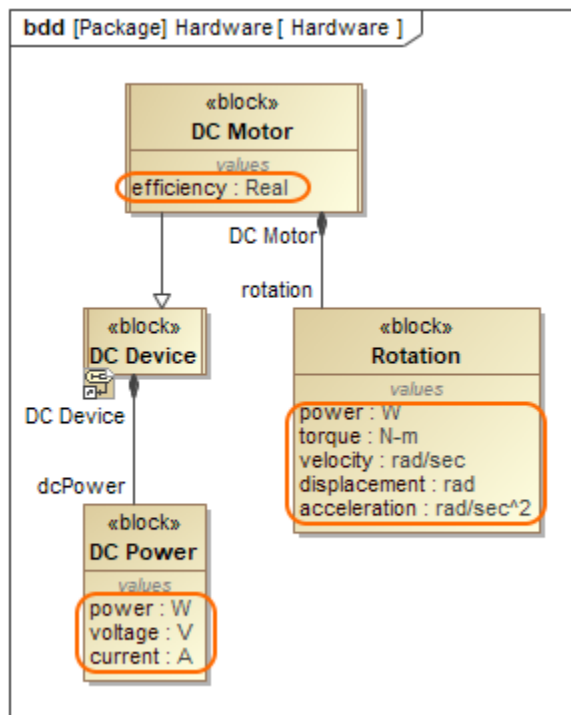 bdd [Package] Hardware [ Hardware ]
«block»
DC Motor
values
efficiency : Real
DC Motor
rotation
«block»
DC Device
DC Device
dcPower
«block»
Rotation
values
power : W
torque : N-m
velocity : rad/sec
displacement : rad
acceleration : rad/sec^2
«block»
DC Power
values
power : W
voltage : V
current : A